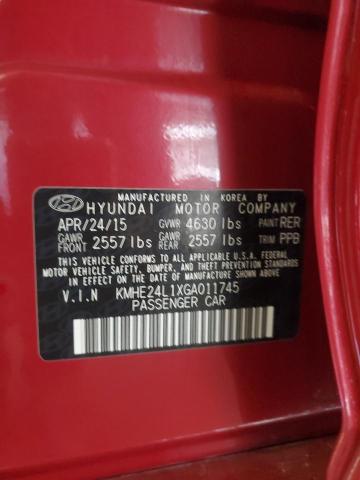 MANUFACTURED IN KOREA BY
HYUNDAI MOTOR COMPANY
APR/24/15 GVWR 4630 lbs PAINT RER
GAWR FRONT 2557 lbs GAWR REAR 2557 lbs TRIM PPB
THIS VEHICLE CONFORMS TO ALL APPLICABLE U.S.A. FEDERAL
MOTOR VEHICLE SAFETY, BUMPER, AND THEFT PREVENTION STANDARDS
IN EFFECT ON THE DATE OF MANUFACTURE SHOWN ABOVE.
V.I.N KMHE24L1XGA011745
PASSENGER CAR